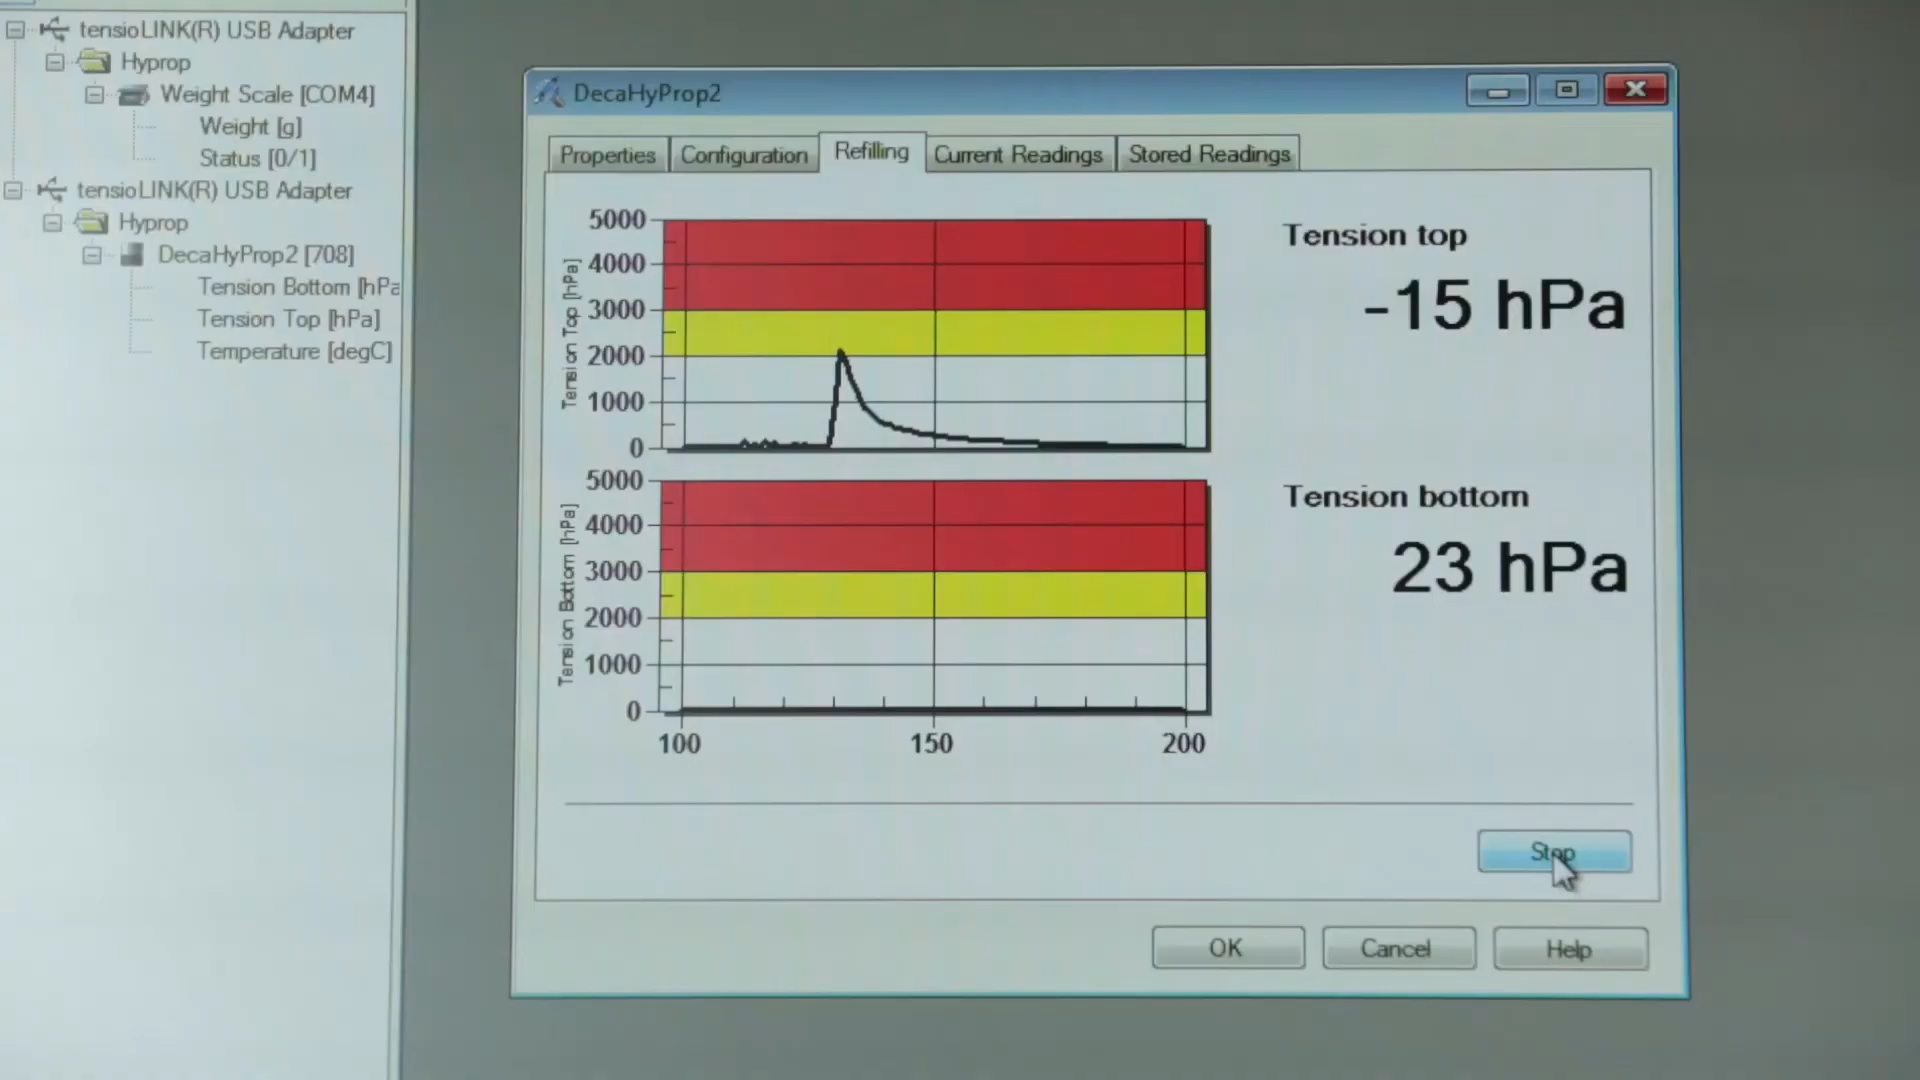 tensioLINK(R) USB Adapter
Hyprop
Weight Scale [COM4]
Weight [g]
Status [0/1]
tensioLINK(R) USB Adapter
Hyprop
DecaHyProp2 [708]
Tension Bottom [hPa
Tension Top [hPa]
Temperature [degC]
DecaHyProp2
Properties
Configuration
Refilling
Current Readings
Stored Readings
5000
4000
3000
2000
1000
0
Tension Top [hPa]
Tension top
-15 hPa
5000
4000
3000
2000
1000
0
Tension Bottom [hPa]
100
150
200
Tension bottom
23 hPa
Stop
OK
Cancel
Help